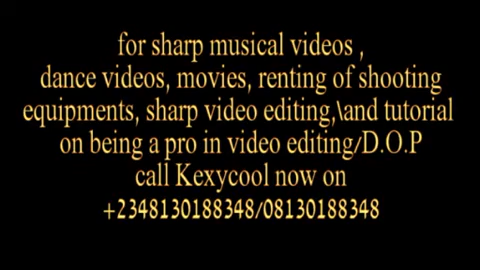 for sharp musical videos ,
dance videos, movies, renting of shooting
equipments, sharp video editing,\and tutorial
on being a pro in video editing/D.O.P
call Kexycool now on
+2348130188348/08130188348